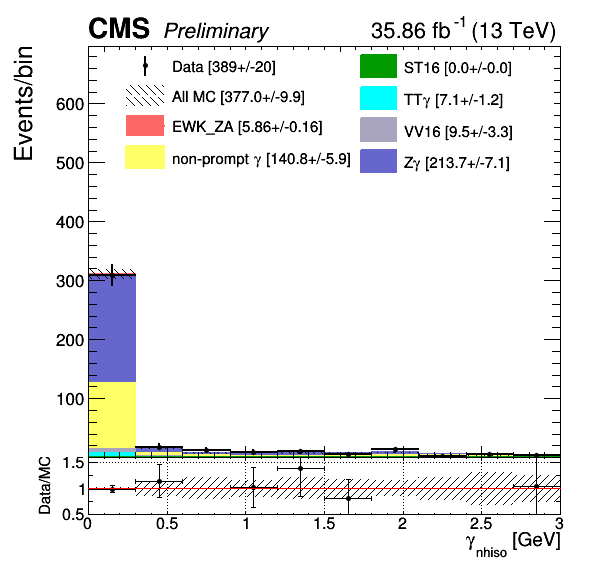 CMS Preliminary 35.86 fb⁻¹ (13 TeV)
Events/bin
Data [389+/-20]
All MC [377.0+/-9.9]
EWK_ZA [5.86+/-0.16]
non-prompt γ [140.8+/-5.9]
ST16 [0.0+/-0.0]
TTγ [7.1+/-1.2]
VV16 [9.5+/-3.3]
Zγ [213.7+/-7.1]
600
500
400
300
200
100
Data/MC
1.5
1
0.5
0 0.5 1 1.5 2 2.5 3
γnhiso [GeV]